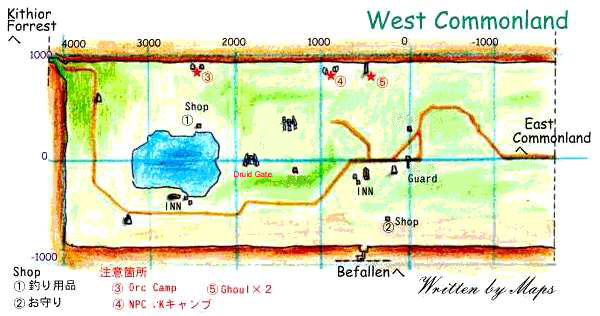 Kithior
Forrest
West Commonland
4000
3000
2000
1000
0
-1000
1000
③
④
⑤
Shop
①
East
Commonland
0
Druid Gate
INN
Guard
INN
Shop
②
-1000
Befallen
Written by Maps
Shop
① 釣り用品
② お守り
注意箇所
③ Orc Camp
⑤ Ghoul×2
④ NPC
キャンプ